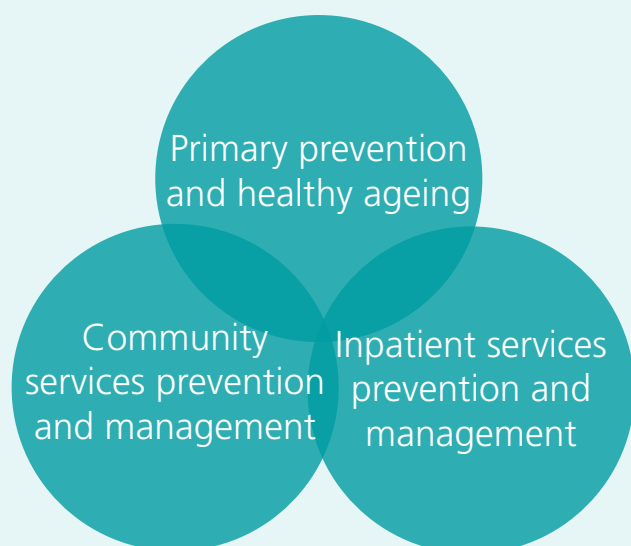 Primary prevention
and healthy ageing
Community
services prevention
and management
Inpatient services
prevention and
management